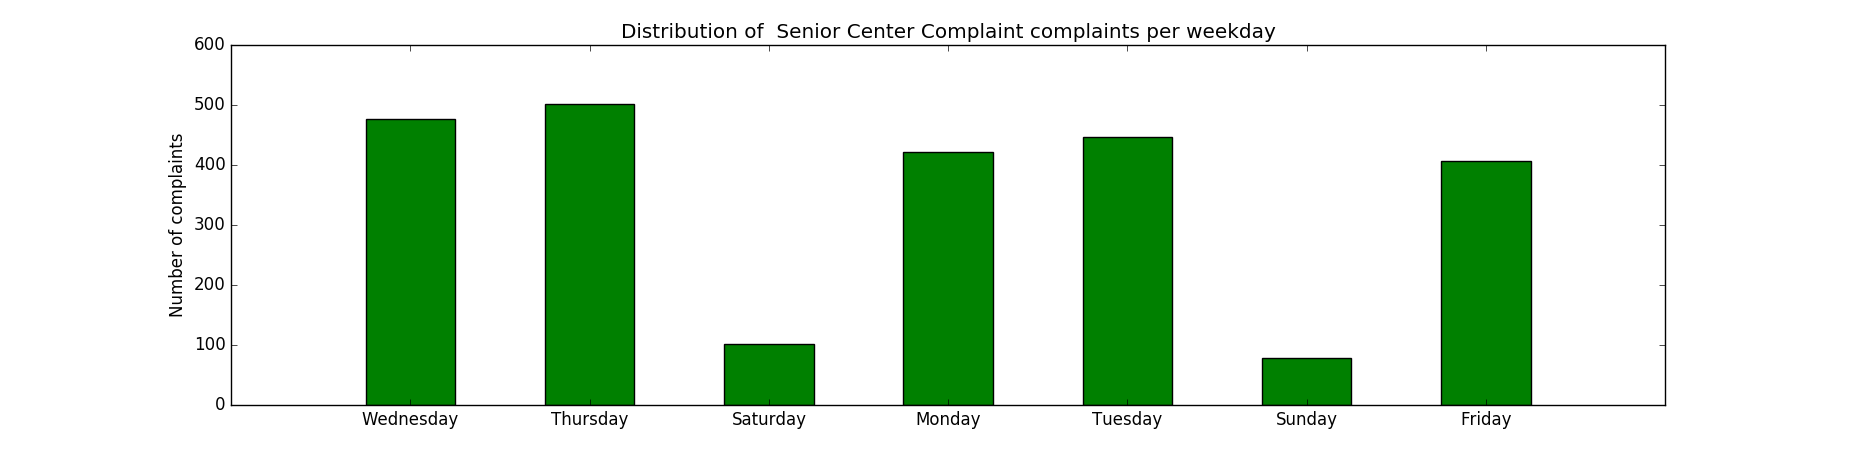 Distribution of  Senior Center Complaint complaints per weekday
600
500
400
300
200
100
0
Number of complaints
Wednesday Thursday Saturday Monday Tuesday Sunday Friday